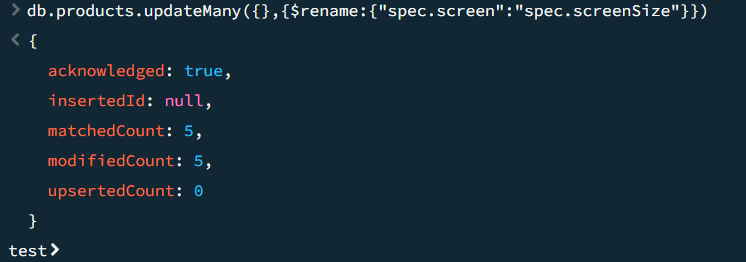 > db.products.updateMany({},{$rename:{"spec.screen":"spec.screenSize"}})
< {
acknowledged: true,
insertedId: null,
matchedCount: 5,
modifiedCount: 5,
upsertedCount: 0
}
test>